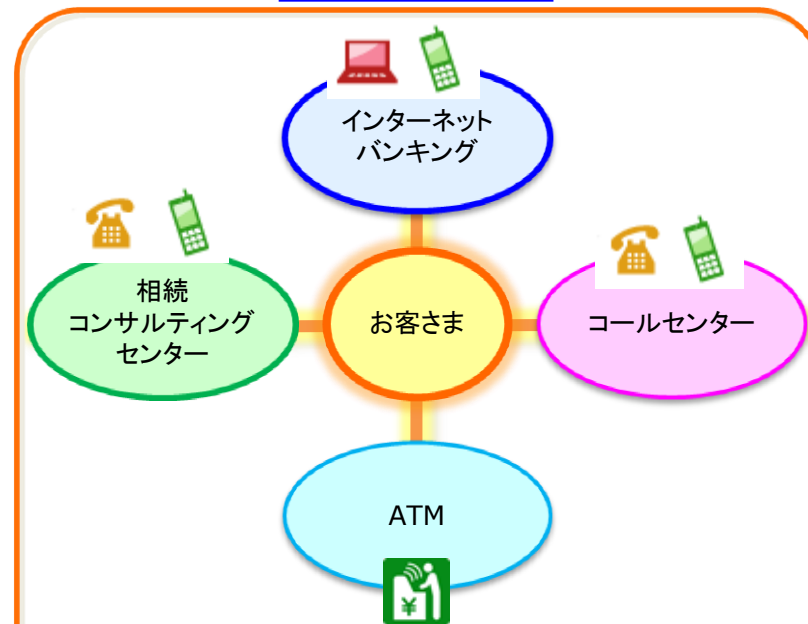 インターネット
バンキング
相続
コンサルティング
センター
お客さま
コールセンター
ATM
¥